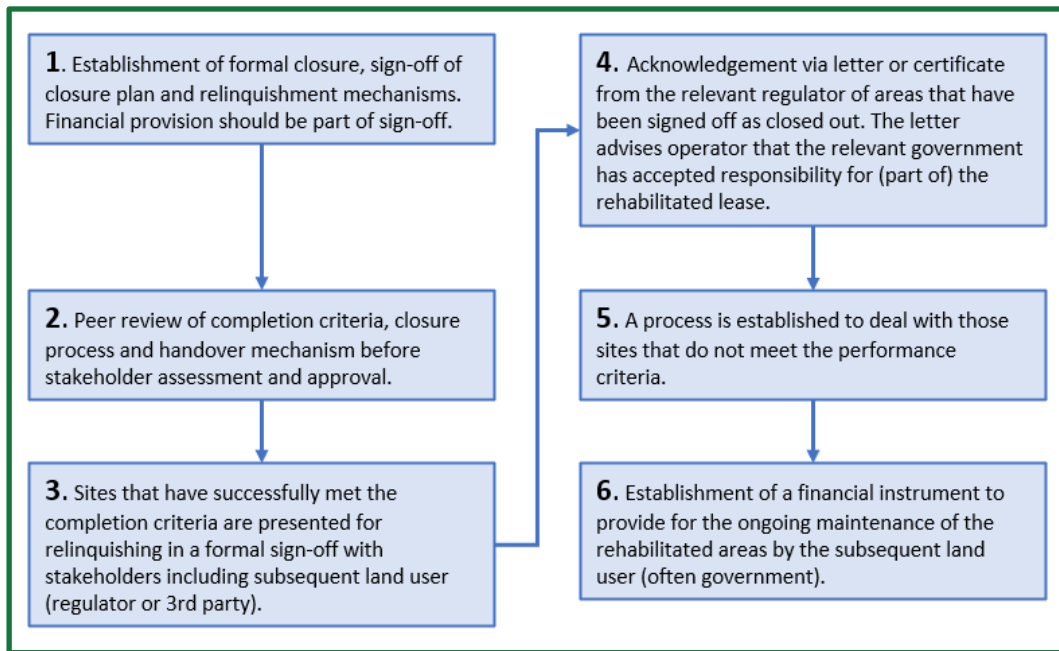 1. Establishment of formal closure, sign-off of
closure plan and relinquishment mechanisms.
Financial provision should be part of sign-off.
2. Peer review of completion criteria, closure
process and handover mechanism before
stakeholder assessment and approval.
3. Sites that have successfully met the
completion criteria are presented for
relinquishing in a formal sign-off with
stakeholders including subsequent land user
(regulator or 3rd party).
4. Acknowledgement via letter or certificate
from the relevant regulator of areas that have
been signed off as closed out. The letter
advises operator that the relevant government
has accepted responsibility for (part of) the
rehabilitated lease.
5. A process is established to deal with those
sites that do not meet the performance
criteria.
6. Establishment of a financial instrument to
provide for the ongoing maintenance of the
rehabilitated areas by the subsequent land
user (often government).